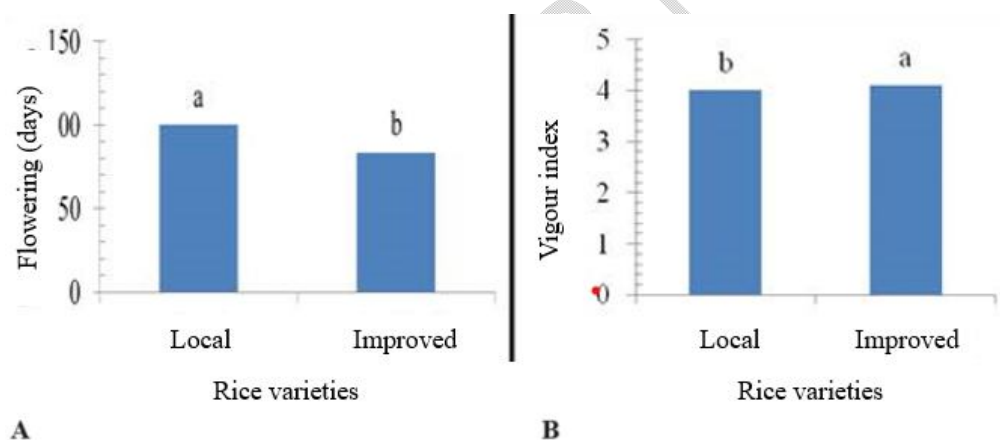 150
a
00
b
50
0
Flowering (days)
Local Improved
Rice varieties
A
5
b
a
4
3
2
1
0
Vigour index
Local Improved
Rice varieties
B